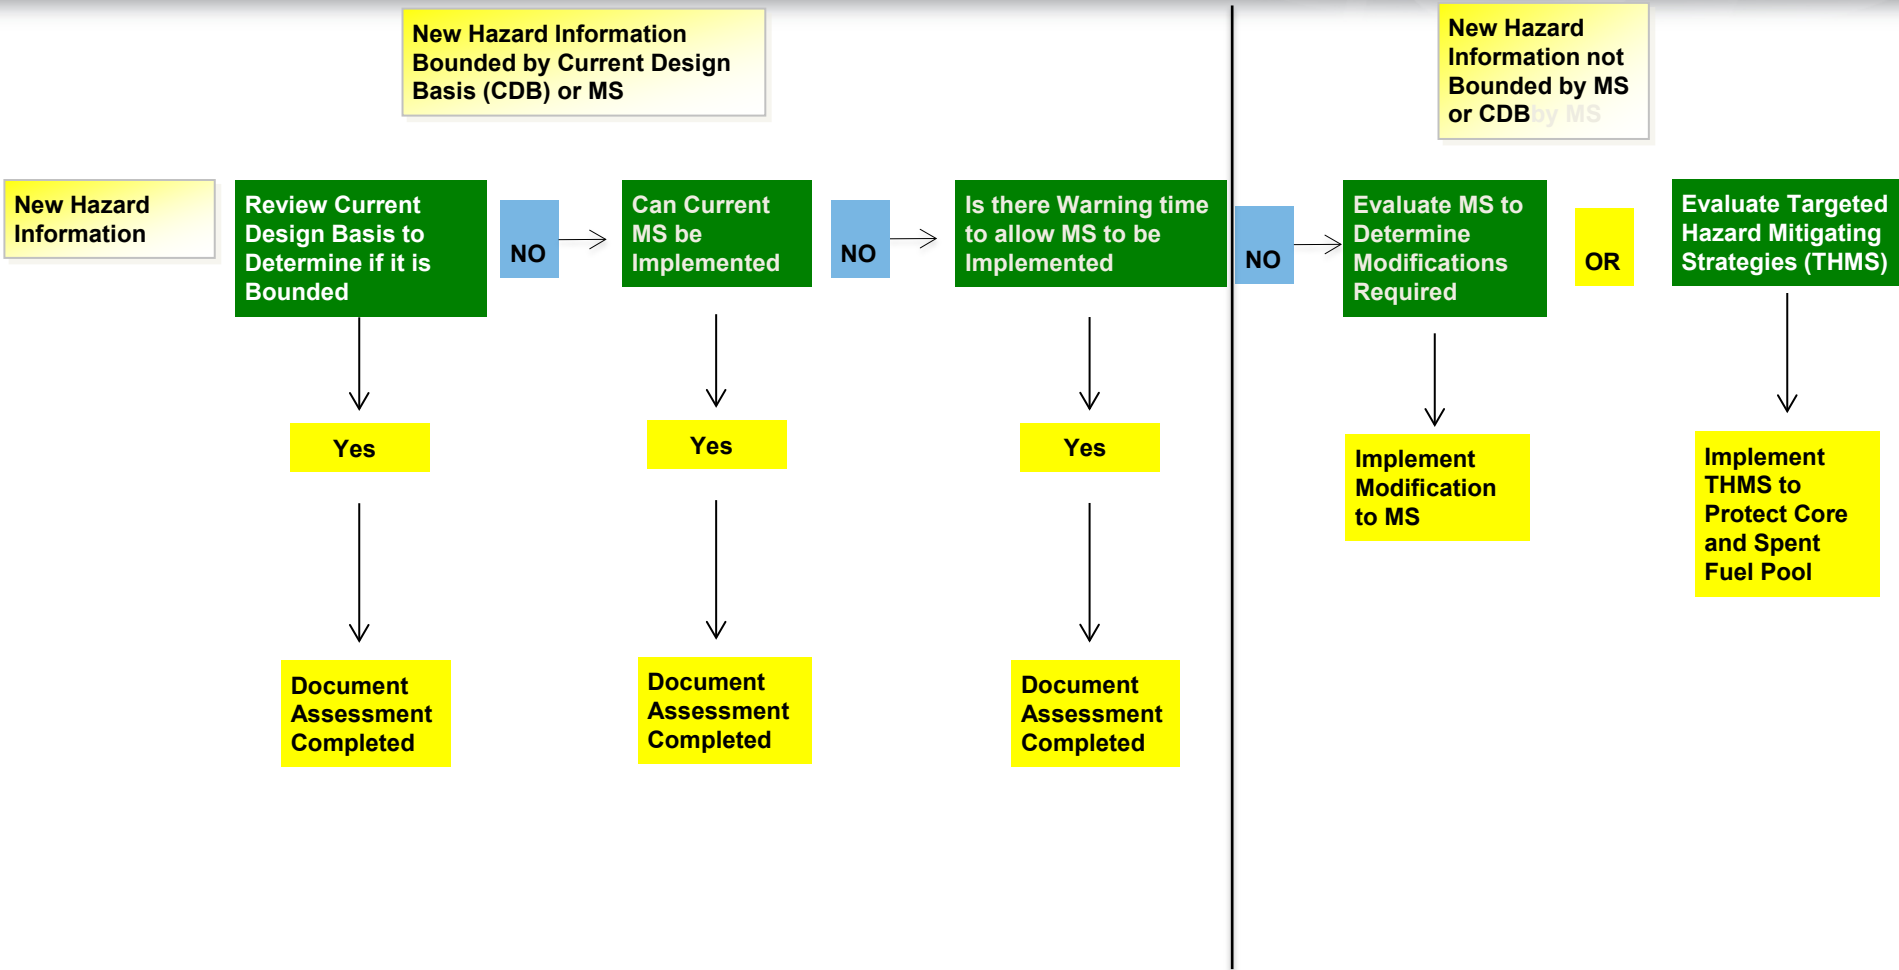 New Hazard Information
Bounded by Current Design
Basis (CDB) or MS
New Hazard
Information not
Bounded by MS
or CDB by MS
New Hazard
Information
Review Current
Design Basis to
Determine if it is
Bounded
NO
Can Current
MS be
Implemented
NO
Is there Warning time
to allow MS to be
Implemented
NO
Evaluate MS to
Determine
Modifications
Required
OR
Evaluate Targeted
Hazard Mitigating
Strategies (THMS)
Yes
Yes
Yes
Implement
Modification
to MS
Implement
THMS to
Protect Core
and Spent
Fuel Pool
Document
Assessment
Completed
Document
Assessment
Completed
Document
Assessment
Completed